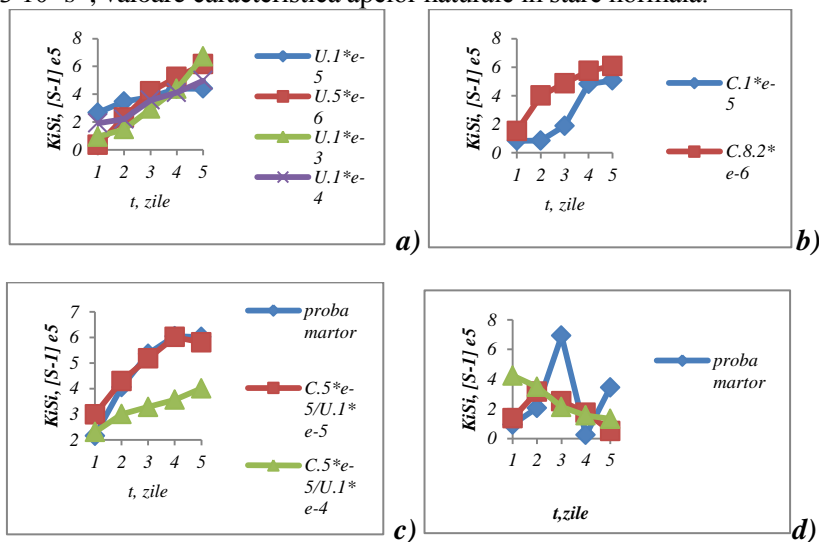 valoare caracteristică apelor naturale în stare normală.
8
6
4
2
0
KiSi, [S-1] e5
1 2 3 4 5
t, zile
U.1*e-
5
U.5*e-
6
U.1*e-
3
U.1*e-
4
a)
8
6
4
2
0
KiSi, [S-1] e5
1 2 3 4 5
t, zile
C.1*e-
5
C.8.2*
e-6
b)
7
6
5
4
3
2
KiSi, [S-1] e5
1 2 3 4 5
t, zile
proba
martor
C.5*e-
5/U.1*
e-5
C.5*e-
5/U.1*
e-4
c)
8
6
4
2
0
KiSi, [S-1] e5
1 2 3 4 5
t,zile
proba
martor
d)